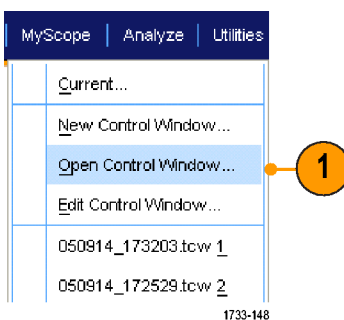 MyScope | Analyze | Utilities
Current...
New Control Window...
Open Control Window...
1
Edit Control Window...
050914_173203.tcw 1
050914_172529.tcw 2
1733-148